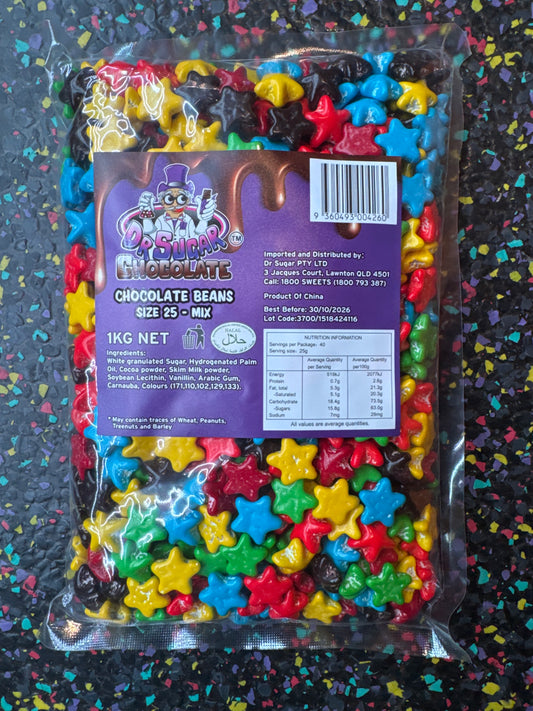 9 360493 004260
DR SUGAR ™
CHOCOLATE
CHOCOLATE BEANS
SIZE 25 - MIX
1KG NET
HALAL
حلال
Ingredients:
White granulated Sugar, Hydrogenated Palm
Oil, Cocoa powder, Skim Milk powder,
Soybean Lecithin, Vanillin, Arabic Gum,
Carnauba, Colours (171,110,102,129,133).
* May contain traces of Wheat, Peanuts,
Treenuts and Barley
Imported and Distributed by:
Dr Sugar PTY LTD
3 Jacques Court, Lawnton QLD 4501
Call: 1800 SWEETS (1800 793 387)
Product Of China
Best Before: 30/10/2026
Lot Code:3700/1518424116
NUTRITION INFORMATION
Servings per Package: 40
Serving size: 25g
Average Quantity per Serving Average Quantity per100g
Energy 519kJ 2077kJ
Protein 0.7g 2.8g
Fat 5.3g 21.3g
-Saturated 5.1g 20.3g
Carbohydrate 18.4g 73.5g
-Sugars 15.8g 63.0g
Sodium 7mg 29mg
All values are average quantities.